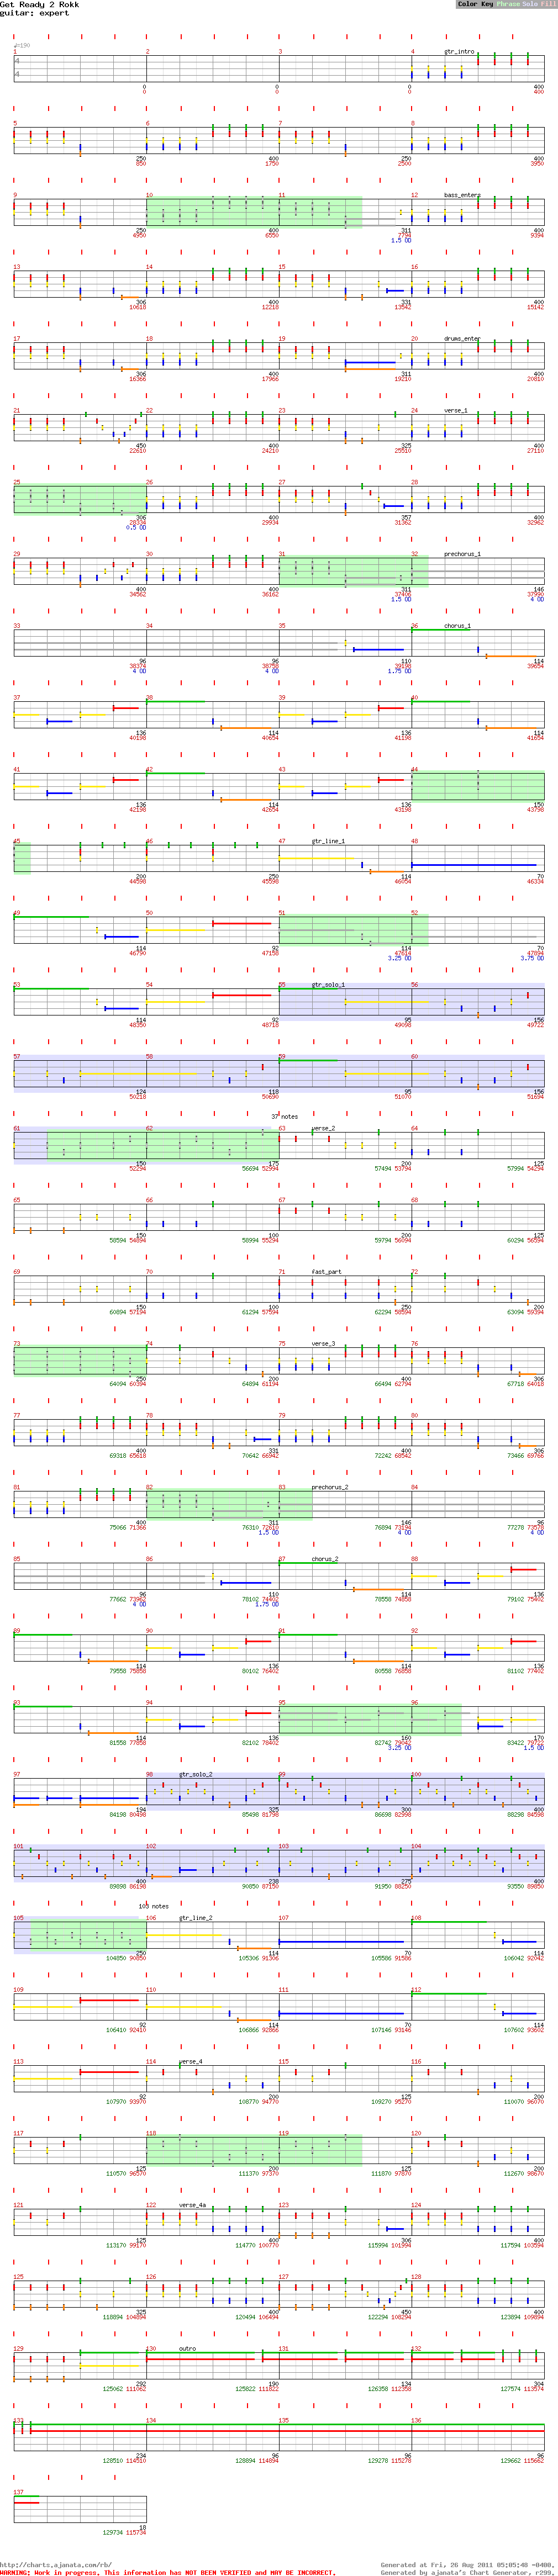 Get Ready 2 Rokk
guitar: expert
Color Key Phrase Solo Fill
♩=190
1 2 3 4 gtr_intro
0 0 0 400
0 0 0 400
5 6 7 8
250 400 250 400
850 1750 2500 3950
9 10 11 12 bass_enters
250 400 311 400
4950 6550 7794 9394
1.5 OD
13 14 15 16
306 400 331 400
10618 12218 13542 15142
17 18 19 20 drums_enter
306 400 311 400
16366 17966 19210 20810
21 22 23 24 verse_1
450 400 325 400
22610 24210 25510 27110
25 26 27 28
306 400 357 400
28334 29934 31362 32962
0.5 OD
29 30 31 32 prechorus_1
400 400 311 146
34562 36162 37406 37990
1.5 OD 4 OD
33 34 35 36 chorus_1
96 96 110 114
38374 38758 39198 39654
4 OD 4 OD 1.75 OD
37 38 39 40
136 114 136 114
40198 40654 41198 41654
41 42 43 44
136 114 136 150
42198 42654 43198 43798
45 46 47 gtr_line_1 48
200 250 114 70
44598 45598 46054 46334
49 50 51 52
114 92 114 70
46790 47158 47614 47894
3.25 OD 3.75 OD
53 54 55 gtr_solo_1 56
114 92 95 156
48350 48718 49098 49722
57 58 59 60
124 118 95 156
50218 50690 51070 51694
37 notes
61 62 63 verse_2 64
150 175 200 125
52294 56694 52994 57494 53794 57994 54294
65 66 67 68
150 100 150 125
58594 54894 58994 55294 59794 56094 60294 56594
69 70 71 fast_part 72
150 100 250 200
60894 57194 61294 57594 62294 58594 63094 59394
73 74 75 verse_3 76
250 200 400 306
64094 60394 64894 61194 66494 62794 67718 64018
77 78 79 80
400 331 400 306
69318 65618 70642 66942 72242 68542 73466 69766
81 82 83 prechorus_2 84
400 311 146 96
75066 71366 76310 72610 76894 73194 77278 73578
1.5 OD 4 OD 4 OD
85 86 87 chorus_2 88
96 110 114 136
77662 73962 78102 74402 78558 74858 79102 75402
4 OD 1.75 OD
89 90 91 92
114 136 114 136
79558 75858 80102 76402 80558 76858 81102 77402
93 94 95 96
114 136 160 170
81558 77858 82102 78402 82742 79042 83422 79722
3.25 OD 1.5 OD
97 98 gtr_solo_2 99 100
194 325 300 400
84198 80498 85498 81798 86698 82998 88298 84598
101 102 103 104
400 238 275 400
89898 86198 90850 87150 91950 88250 93550 89850
103 notes
105 106 gtr_line_2 107 108
250 114 70 114
104850 90850 105306 91306 105586 91586 106042 92042
109 110 111 112
92 114 70 114
106410 92410 106866 92866 107146 93146 107602 93602
113 114 verse_4 115 116
92 200 125 200
107970 93970 108770 94770 109270 95270 110070 96070
117 118 119 120
125 200 125 200
110570 96570 111370 97370 111870 97870 112670 98670
121 122 verse_4a 123 124
125 400 306 400
113170 99170 114770 100770 115994 101994 117594 103594
125 126 127 128
325 400 450 400
118894 104894 120494 106494 122294 108294 123894 109894
129 130 outro 131 132
292 190 134 304
125062 111062 125822 111822 126358 112358 127574 113574
133 134 135 136
234 96 96 96
128510 114510 128894 114894 129278 115278 129662 115662
137
18
129734 115734
http://charts.ajanata.com/rb/
Generated at Fri, 26 Aug 2011 05:05:48 -0400.
WARNING: Work in progress. This information has NOT BEEN VERIFIED and MAY BE INCORRECT.
Generated by ajanata's Chart Generator, r299.